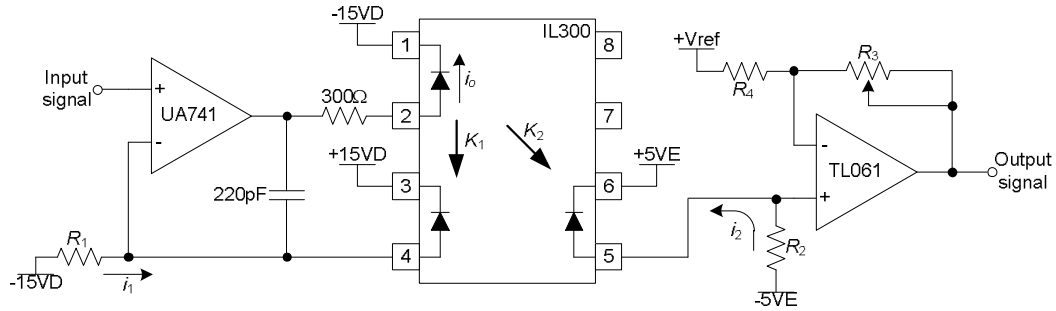 -15VD
IL300
1
8
+Vref
R3
Input
signal
+
UA741
-
io
300Ω
R4
2
7
K1
K2
+15VD
+5VE
-
TL061
Output
signal
3
6
220pF
+
i2
R2
R1
4
5
-15VD
i1
-5VE